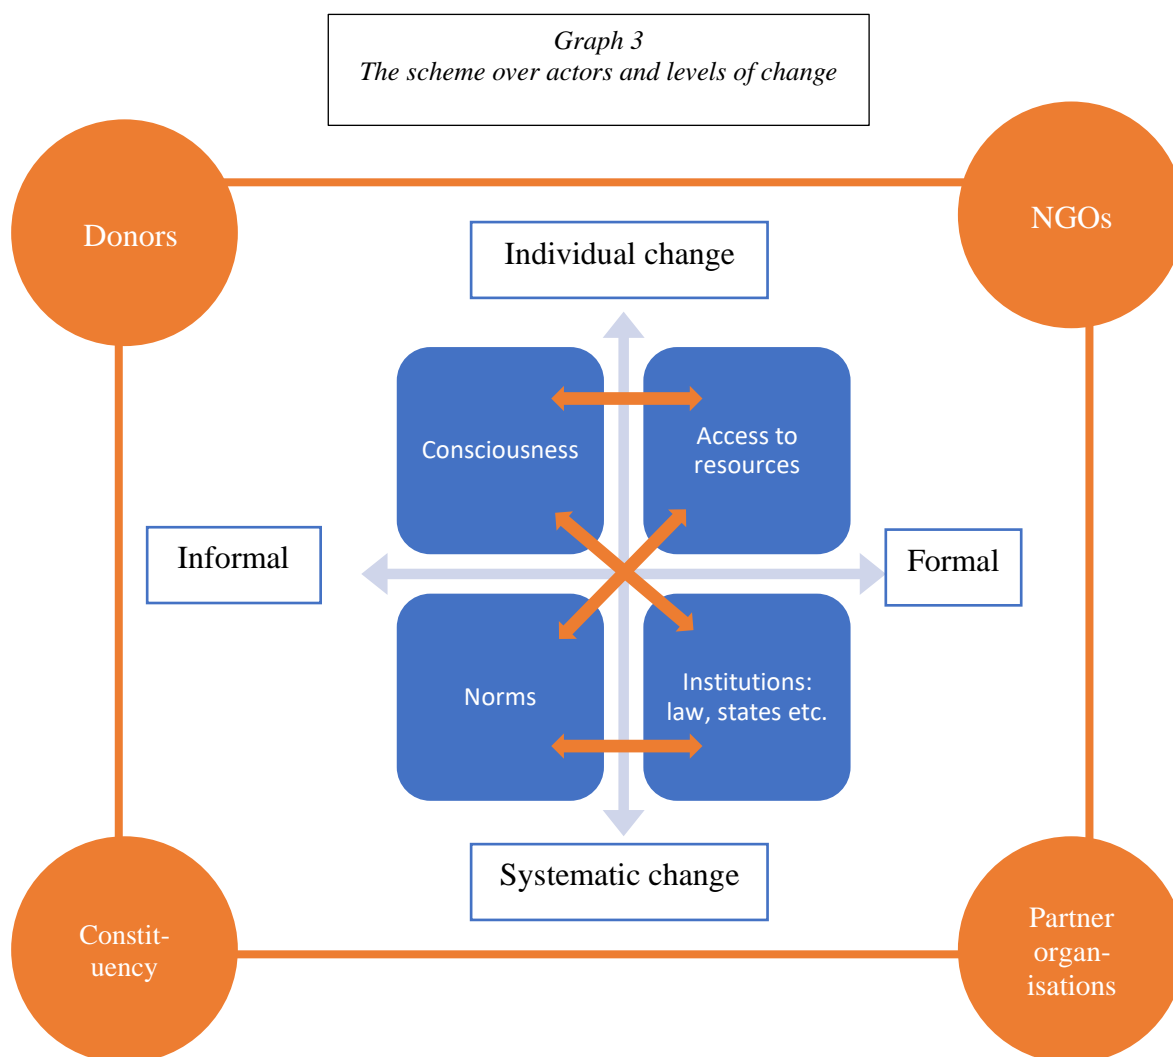 Graph 3
The scheme over actors and levels of change
Donors
NGOs
Individual change
Consciousness
Access to
resources
Informal
Formal
Norms
Institutions:
law, states etc.
Systematic change
Constit-
uency
Partner
organ-
isations